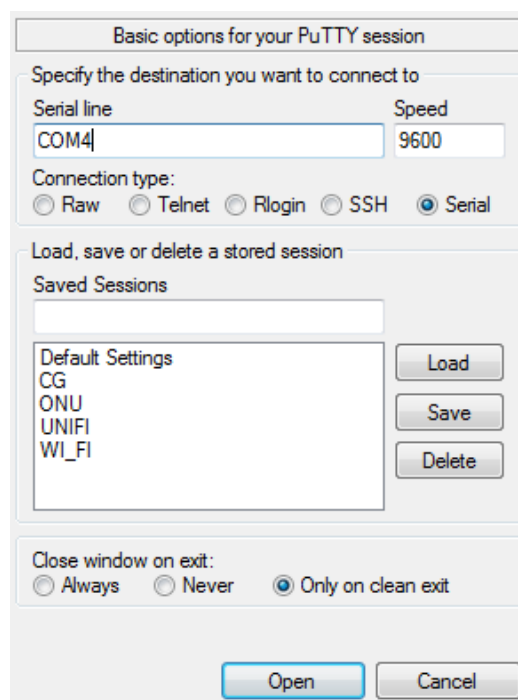 Basic options for your PuTTY session
Specify the destination you want to connect to
Serial line Speed
COM4 9600
Connection type:
Raw Telnet Rlogin SSH Serial
Load, save or delete a stored session
Saved Sessions
Default Settings
CG
ONU
UNIFI
WI_FI
Load
Save
Delete
Close window on exit:
Always Never Only on clean exit
Open Cancel